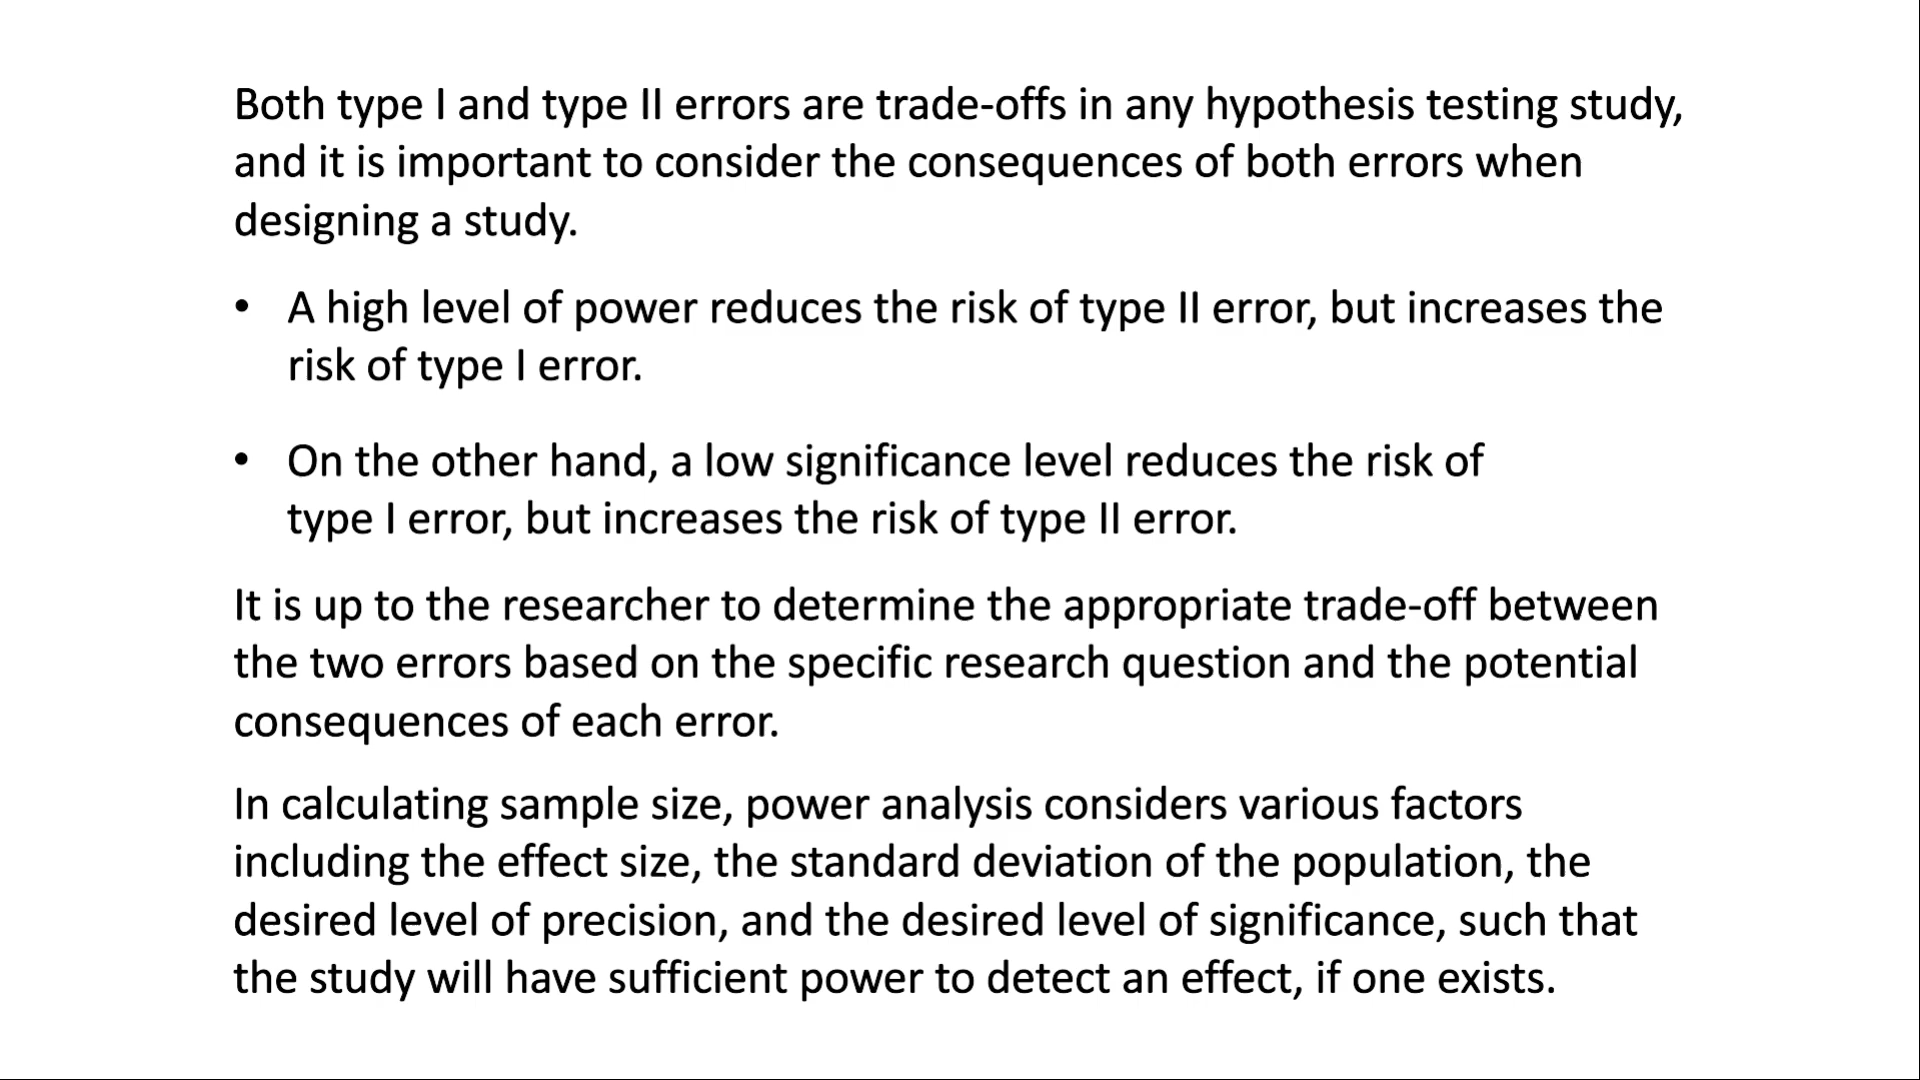 Both type I and type II errors are trade-offs in any hypothesis testing study,
and it is important to consider the consequences of both errors when
designing a study.
• A high level of power reduces the risk of type II error, but increases the
risk of type I error.
• On the other hand, a low significance level reduces the risk of
type I error, but increases the risk of type II error.
It is up to the researcher to determine the appropriate trade-off between
the two errors based on the specific research question and the potential
consequences of each error.
In calculating sample size, power analysis considers various factors
including the effect size, the standard deviation of the population, the
desired level of precision, and the desired level of significance, such that
the study will have sufficient power to detect an effect, if one exists.